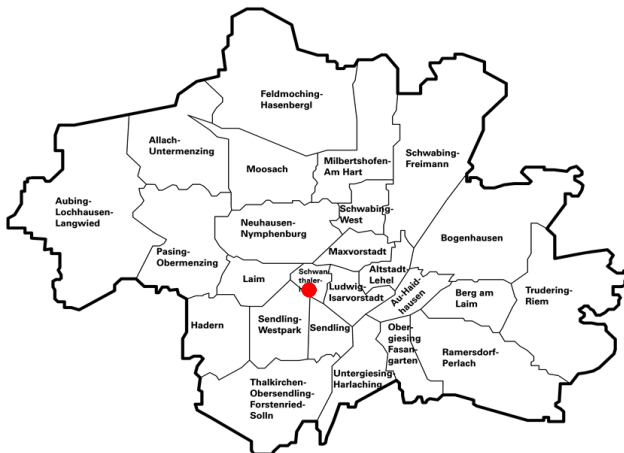 Feldmoching-
Hasenbergl
Allach-
Untermenzing
Moosach
Milbertshofen-
Am Hart
Schwabing-
Freimann
Aubing-
Lochhausen-
Langwied
Pasing-
Obermenzing
Neuhausen-
Nymphenburg
Schwabing-
West
Maxvorstadt
Bogenhausen
Laim
Schwan-
thaler-
Ludwig-
Isarvorstadt
Altstadt-
Lehel
Au-Haid-
hausen
Berg am
Laim
Trudering-
Riem
Hadern
Sendling-
Westpark
Sendling
Ober-
giesing
Fasan-
garten
Ramersdorf-
Perlach
Untergiesing-
Harlaching
Thalkirchen-
Obersendling-
Forstenried-
Solln